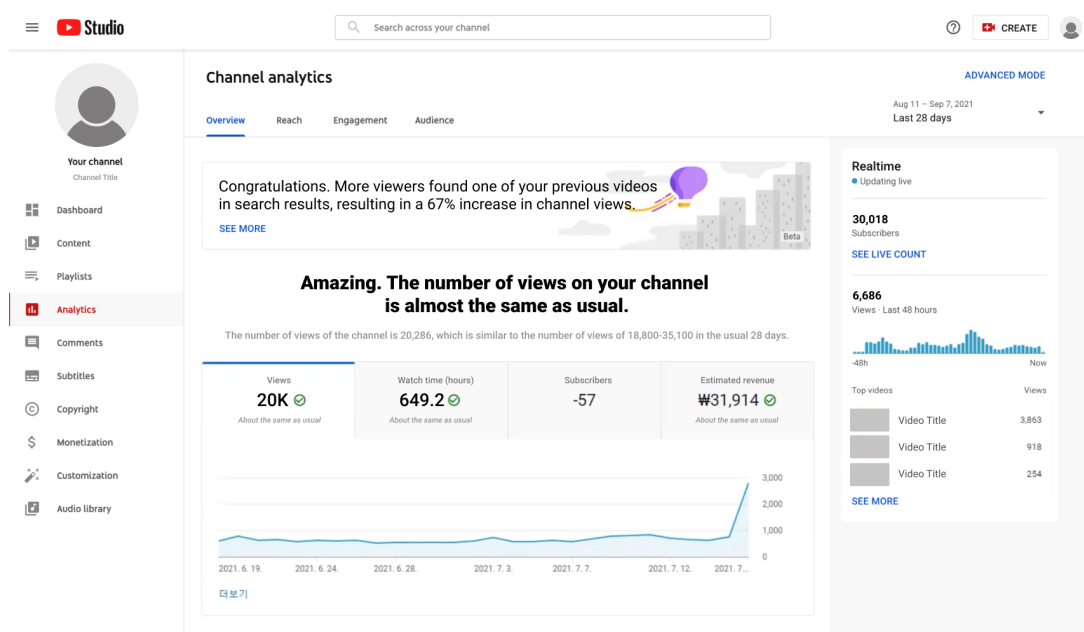 Studio
Search across your channel
CREATE
Your channel
Channel Title
Dashboard
Content
Playlists
Analytics
Comments
Subtitles
Copyright
Monetization
Customization
Audio library
Channel analytics
ADVANCED MODE
Overview
Reach
Engagement
Audience
Aug 11 – Sep 7, 2021
Last 28 days
Congratulations. More viewers found one of your previous videos
in search results, resulting in a 67% increase in channel views.
SEE MORE
Beta
Amazing. The number of views on your channel
is almost the same as usual.
The number of views of the channel is 20,286, which is similar to the number of views of 18,800-35,100 in the usual 28 days.
Views
20K
About the same as usual
Watch time (hours)
649.2
About the same as usual
Subscribers
-57
Estimated revenue
₩31,914
About the same as usual
3,000
2,000
1,000
0
2021. 6. 19.
2021. 6. 24.
2021. 6. 28.
2021. 7. 3.
2021. 7. 7.
2021. 7. 12.
2021. 7...
더보기
Realtime
Updating live
30,018
Subscribers
SEE LIVE COUNT
6,686
Views · Last 48 hours
-48h
Now
Top videos
Views
Video Title
3,863
Video Title
918
Video Title
254
SEE MORE